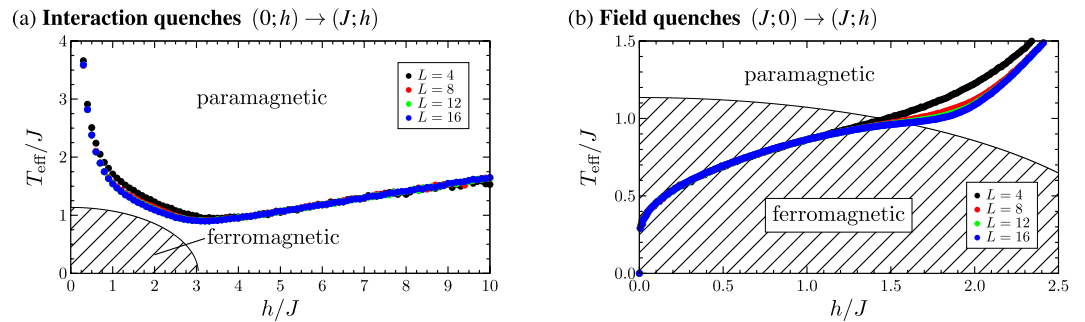 (a) Interaction quenches (0;h) → (J;h)
4
3
2
1
0
T_eff/J
paramagnetic
ferromagnetic
L = 4
L = 8
L = 12
L = 16
0 1 2 3 4 5 6 7 8 9 10
h/J
(b) Field quenches (J;0) → (J;h)
1.5
1.0
0.5
0.0
T_eff/J
paramagnetic
ferromagnetic
L = 4
L = 8
L = 12
L = 16
0.0 0.5 1.0 1.5 2.0 2.5
h/J